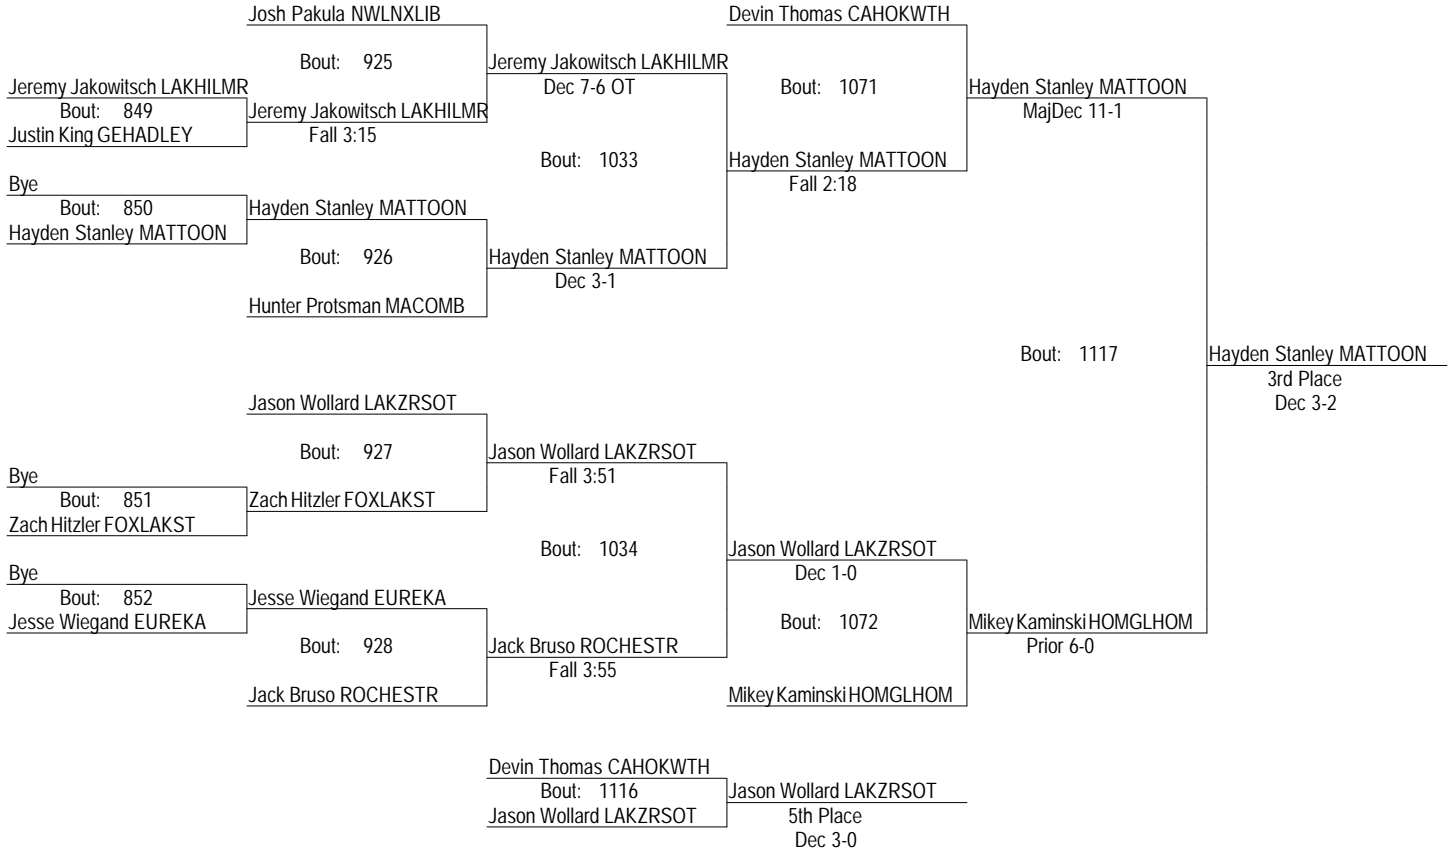 Josh Pakula NWLNXLIB
Devin Thomas CAHOKWTH
Bout: 925
Jeremy Jakowitsch LAKHILMR
Jeremy Jakowitsch LAKHILMR
Dec 7-6 OT
Bout: 1071
Hayden Stanley MATTOON
Bout: 849
Jeremy Jakowitsch LAKHILMR
MajDec 11-1
Justin King GEHADLEY
Fall 3:15
Bout: 1033
Hayden Stanley MATTOON
Bye
Fall 2:18
Bout: 850
Hayden Stanley MATTOON
Hayden Stanley MATTOON
Bout: 926
Hayden Stanley MATTOON
Dec 3-1
Hunter Protsman MACOMB
Bout: 1117
Hayden Stanley MATTOON
3rd Place
Dec 3-2
Jason Wollard LAKZRSOT
Bout: 927
Jason Wollard LAKZRSOT
Bye
Fall 3:51
Bout: 851
Zach Hitzler FOXLAKST
Zach Hitzler FOXLAKST
Bout: 1034
Jason Wollard LAKZRSOT
Bye
Dec 1-0
Bout: 852
Jesse Wiegand EUREKA
Jesse Wiegand EUREKA
Bout: 1072
Mikey Kaminski HOMGLHOM
Bout: 928
Jack Bruso ROCHESTR
Prior 6-0
Fall 3:55
Jack Bruso ROCHESTR
Mikey Kaminski HOMGLHOM
Devin Thomas CAHOKWTH
Bout: 1116
Jason Wollard LAKZRSOT
Jason Wollard LAKZRSOT
5th Place
Dec 3-0